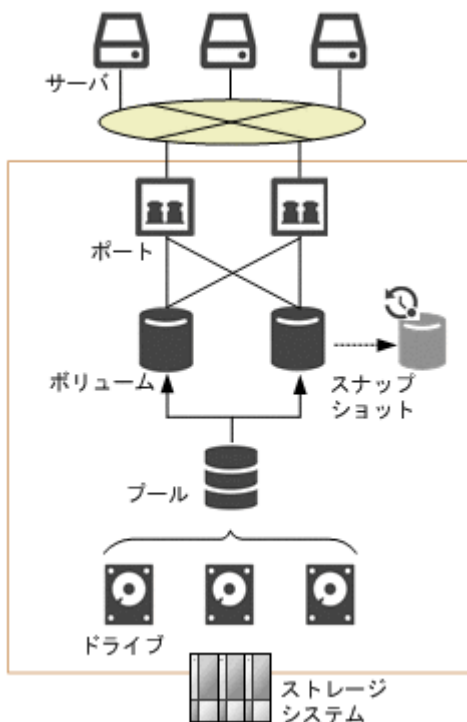 サーバ
ポート
ボリューム
スナップ
ショット
プール
ドライブ
ストレージ
システム